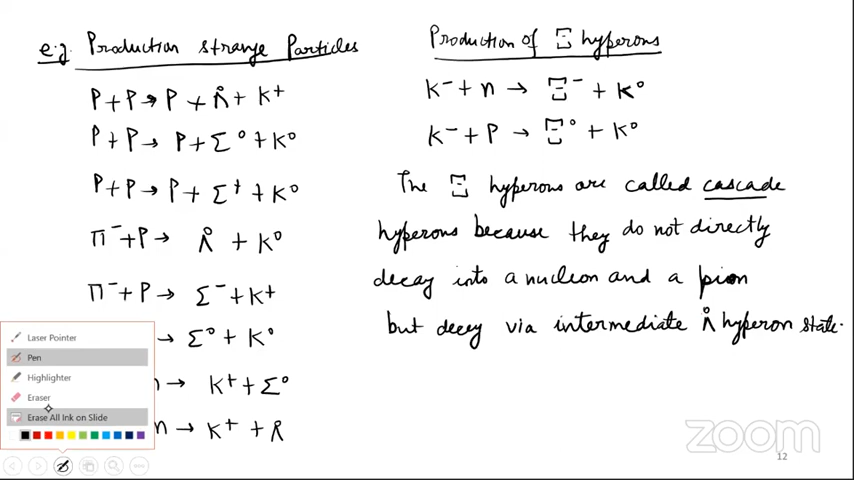 e.g. Production strange Particles
P + P → P + Λ° + K⁺
P + P → P + Σ° + K⁰
P + P → P + Σ⁺ + K⁰
π⁻ + P → Λ° + K⁰
π⁻ + P → Σ⁻ + K⁺
→ Σ° + K⁰
n → K⁺ + Σ⁰
n → K⁺ + Λ
Production of Ξ hyperons
K⁻ + n → Ξ⁻ + K⁰
K⁻ + P → Ξ⁰ + K⁰
The Ξ hyperons are called cascade
hyperons because they do not directly
decay into a nucleon and a pion
but decay via intermediate Λ° hyperon state.
Laser Pointer
Pen
Highlighter
Eraser
Erase All Ink on Slide
zoom
12